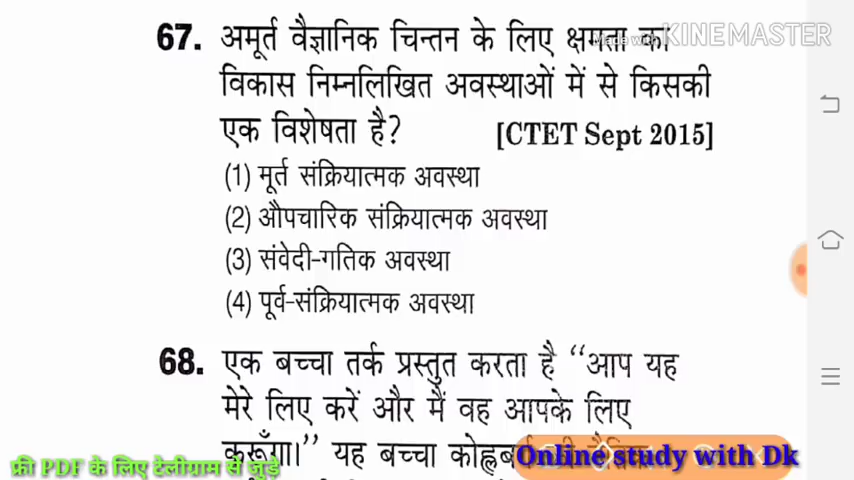 67. अमूर्त वैज्ञानिक चिन्तन के लिए क्षमता का
KINEMASTER
विकास निम्नलिखित अवस्थाओं में से किसकी
एक विशेषता है? [CTET Sept 2015]
(1) मूर्त संक्रियात्मक अवस्था
(2) औपचारिक संक्रियात्मक अवस्था
(3) संवेदी-गतिक अवस्था
(4) पूर्व-संक्रियात्मक अवस्था
68. एक बच्चा तर्क प्रस्तुत करता है “आप यह
मेरे लिए करें और मैं वह आपके लिए
करूँगा।” यह बच्चा
Online study with Dk
फ्री PDF के लिए टेलीग्राम से जुड़े